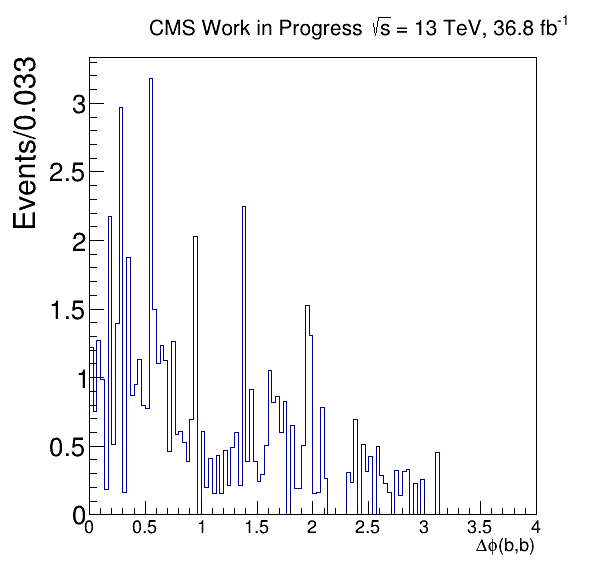 CMS Work in Progress √s = 13 TeV, 36.8 fb⁻¹
Events/0.033
3
2.5
2
1.5
1
0.5
0
0 0.5 1 1.5 2 2.5 3 3.5 4
Δϕ(b,b)